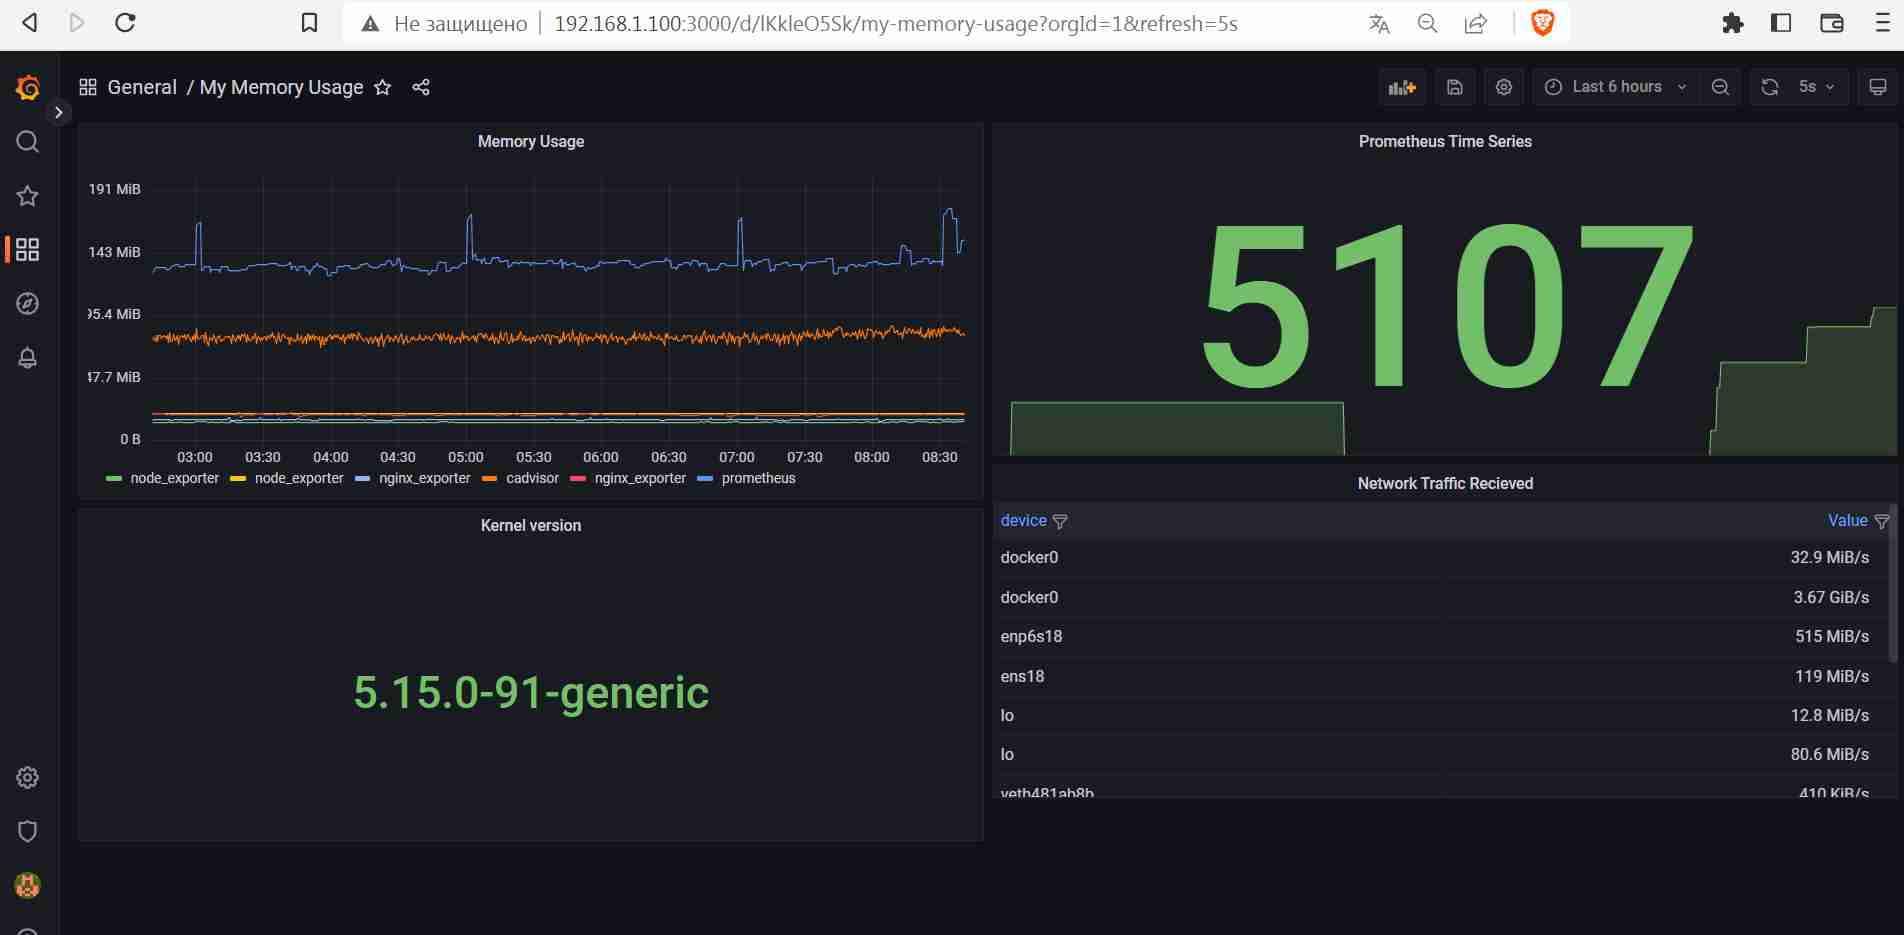 Не защищено 192.168.1.100:3000/d/lKkleO5Sk/my-memory-usage?orgId=1&refresh=5s
General / My Memory Usage
Last 6 hours
5s
Memory Usage
191 MiB
143 MiB
95.4 MiB
47.7 MiB
0 B
03:00 03:30 04:00 04:30 05:00 05:30 06:00 06:30 07:00 07:30 08:00 08:30
node_exporter node_exporter nginx_exporter cadvisor nginx_exporter prometheus
Prometheus Time Series
5107
Kernel version
5.15.0-91-generic
Network Traffic Recieved
device Value
docker0 32.9 MiB/s
docker0 3.67 GiB/s
enp6s18 515 MiB/s
ens18 119 MiB/s
lo 12.8 MiB/s
lo 80.6 MiB/s
veth481ab8b 410 KiB/s